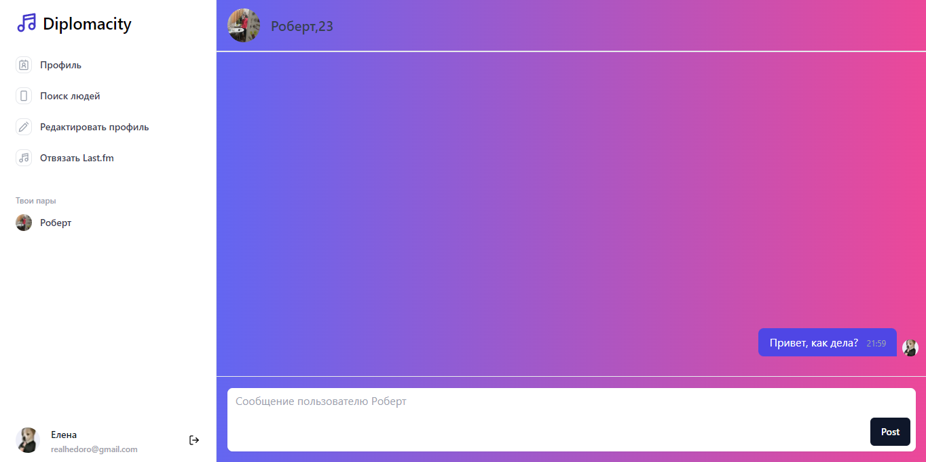 Diplomacity
Профиль
Поиск людей
Редактировать профиль
Отвязать Last.fm
Твои пары
Роберт
Елена
realhedoro@gmail.com
Роберт,23
Привет, как дела? 21:59
Сообщение пользователю Роберт
Post